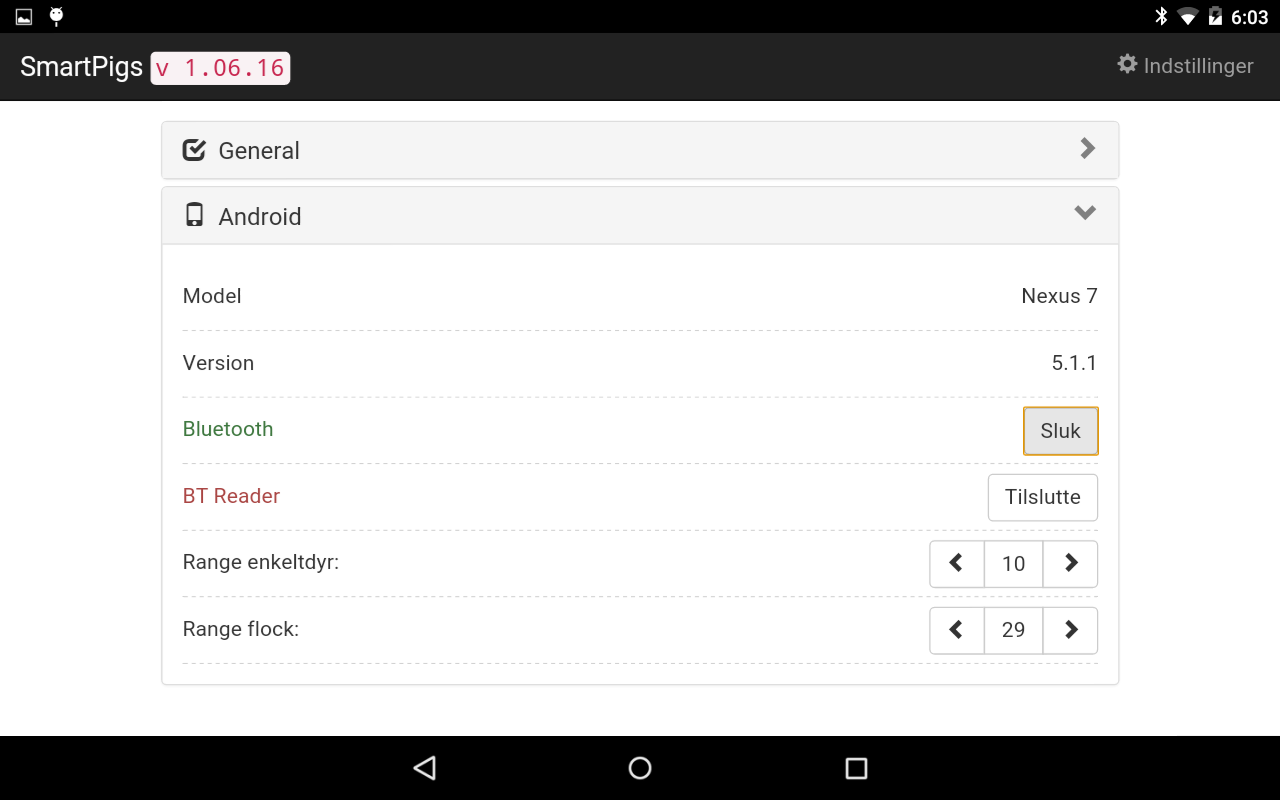 6:03
SmartPigs v 1.06.16 Indstillinger
General
Android
Model Nexus 7
Version 5.1.1
Bluetooth Sluk
BT Reader Tilslutte
Range enkeltdyr: 10
Range flock: 29